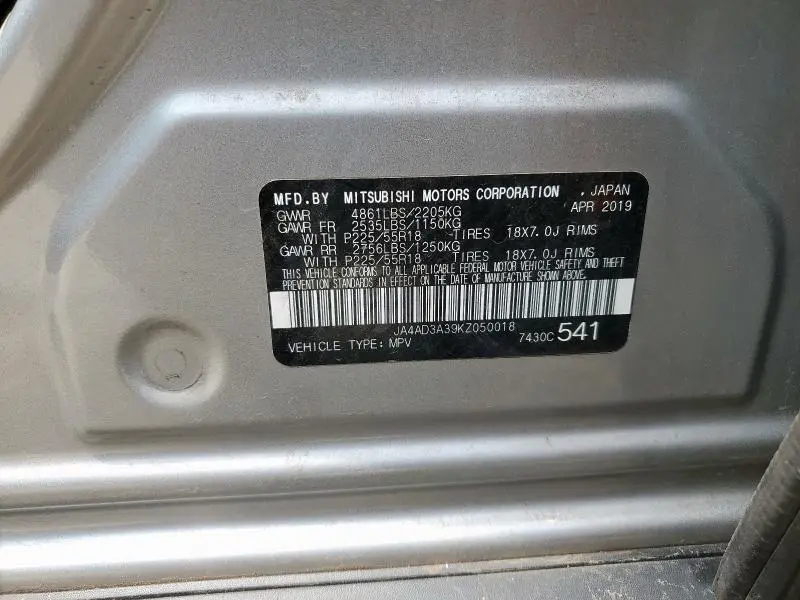 MFD.BY MITSUBISHI MOTORS CORPORATION , JAPAN
GVWR 4861LBS/2205KG APR 2019
GAWR FR 2535LBS/1150KG
WITH P225/55R18 TIRES 18X7.0J RIMS
GAWR RR 2756LBS/1250KG
WITH P225/55R18 TIRES 18X7.0J RIMS
THIS VEHICLE CONFORMS TO ALL APPLICABLE FEDERAL MOTOR VEHICLE SAFETY AND THEFT
PREVENTION STANDARDS IN EFFECT ON THE DATE OF MANUFACTURE SHOWN ABOVE.
JA4AD3A39KZ050018
VEHICLE TYPE:MPV 7430C 541